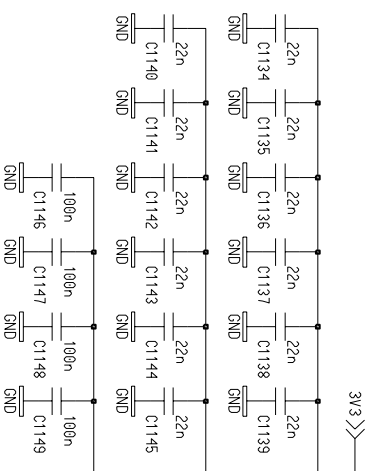 3V3
22n
C1134
GND
22n
C1135
GND
22n
C1136
GND
22n
C1137
GND
22n
C1138
GND
22n
C1139
GND
22n
C1140
GND
22n
C1141
GND
22n
C1142
GND
22n
C1143
GND
22n
C1144
GND
22n
C1145
GND
100n
C1146
GND
100n
C1147
GND
100n
C1148
GND
100n
C1149
GND